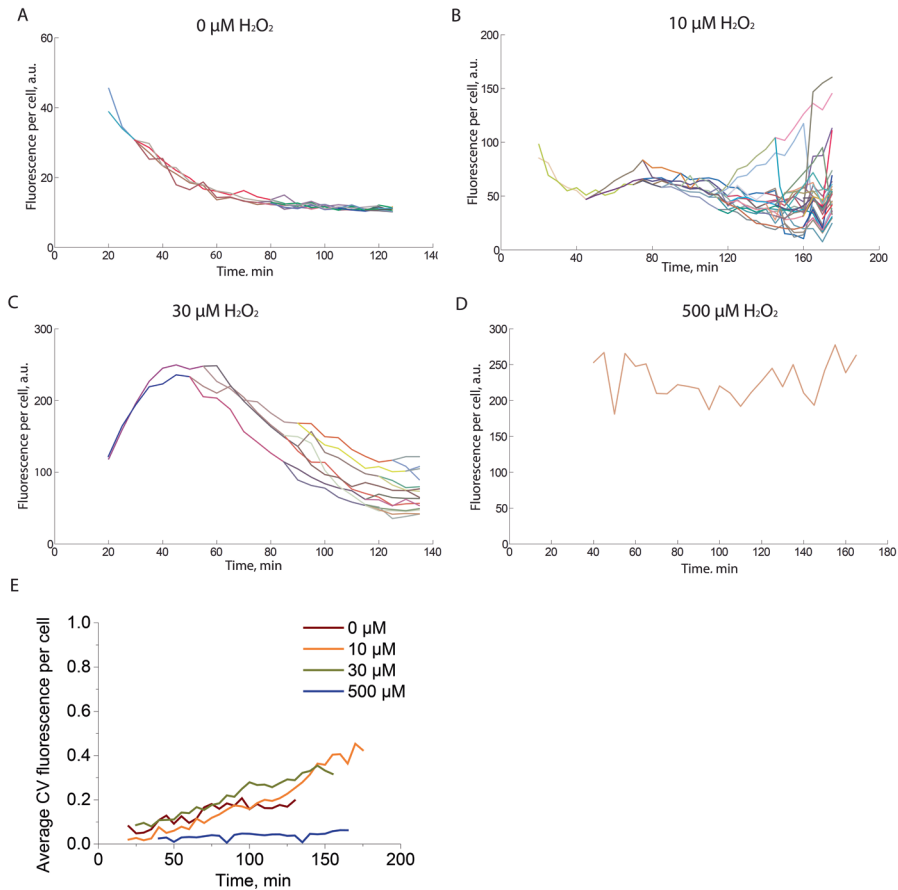 A
0 µM H₂O₂
Fluorescence per cell, a.u.
60
40
20
0
0 20 40 60 80 100 120 140
Time, min
B
10 µM H₂O₂
Fluorescence per cell, a.u.
200
150
100
50
0
0 40 80 120 160 200
Time, min
C
30 µM H₂O₂
Fluorescence per cell, a.u.
300
200
100
0
0 20 40 60 80 100 120 140
Time, min
D
500 µM H₂O₂
Fluorescence per cell, a.u.
300
250
200
150
100
50
0
0 20 40 60 80 100 120 140 160 180
Time, min
E
Average CV fluorescence per cell
1.0
0.8
0.6
0.4
0.2
0.0
0 µM
10 µM
30 µM
500 µM
0 50 100 150 200
Time, min